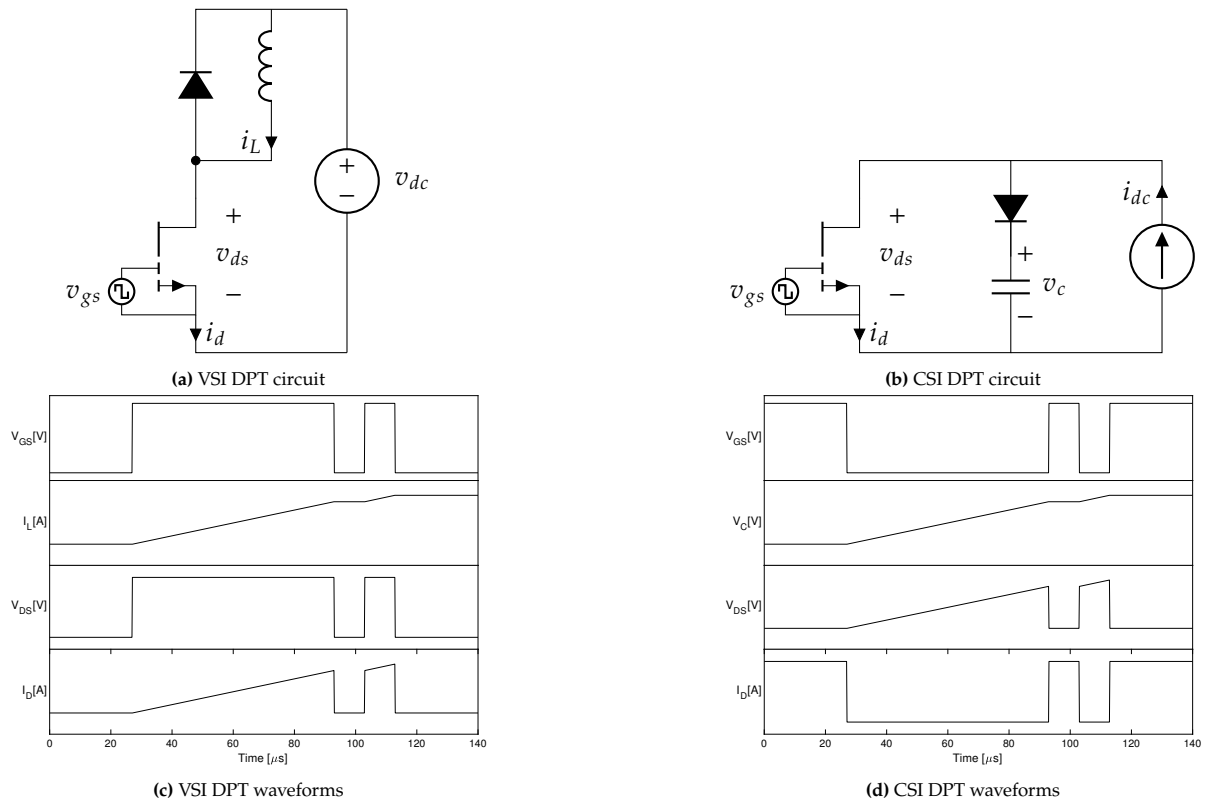 i_L
+
−
v_dc
+
v_ds
−
v_gs
i_d
(a) VSI DPT circuit
i_dc
+
v_ds
−
+
v_c
−
v_gs
i_d
(b) CSI DPT circuit
V_GS[V]
I_L[A]
V_DS[V]
I_D[A]
0 20 40 60 80 100 120 140
Time [μs]
(c) VSI DPT waveforms
V_GS[V]
V_C[V]
V_DS[V]
I_D[A]
0 20 40 60 80 100 120 140
Time [μs]
(d) CSI DPT waveforms